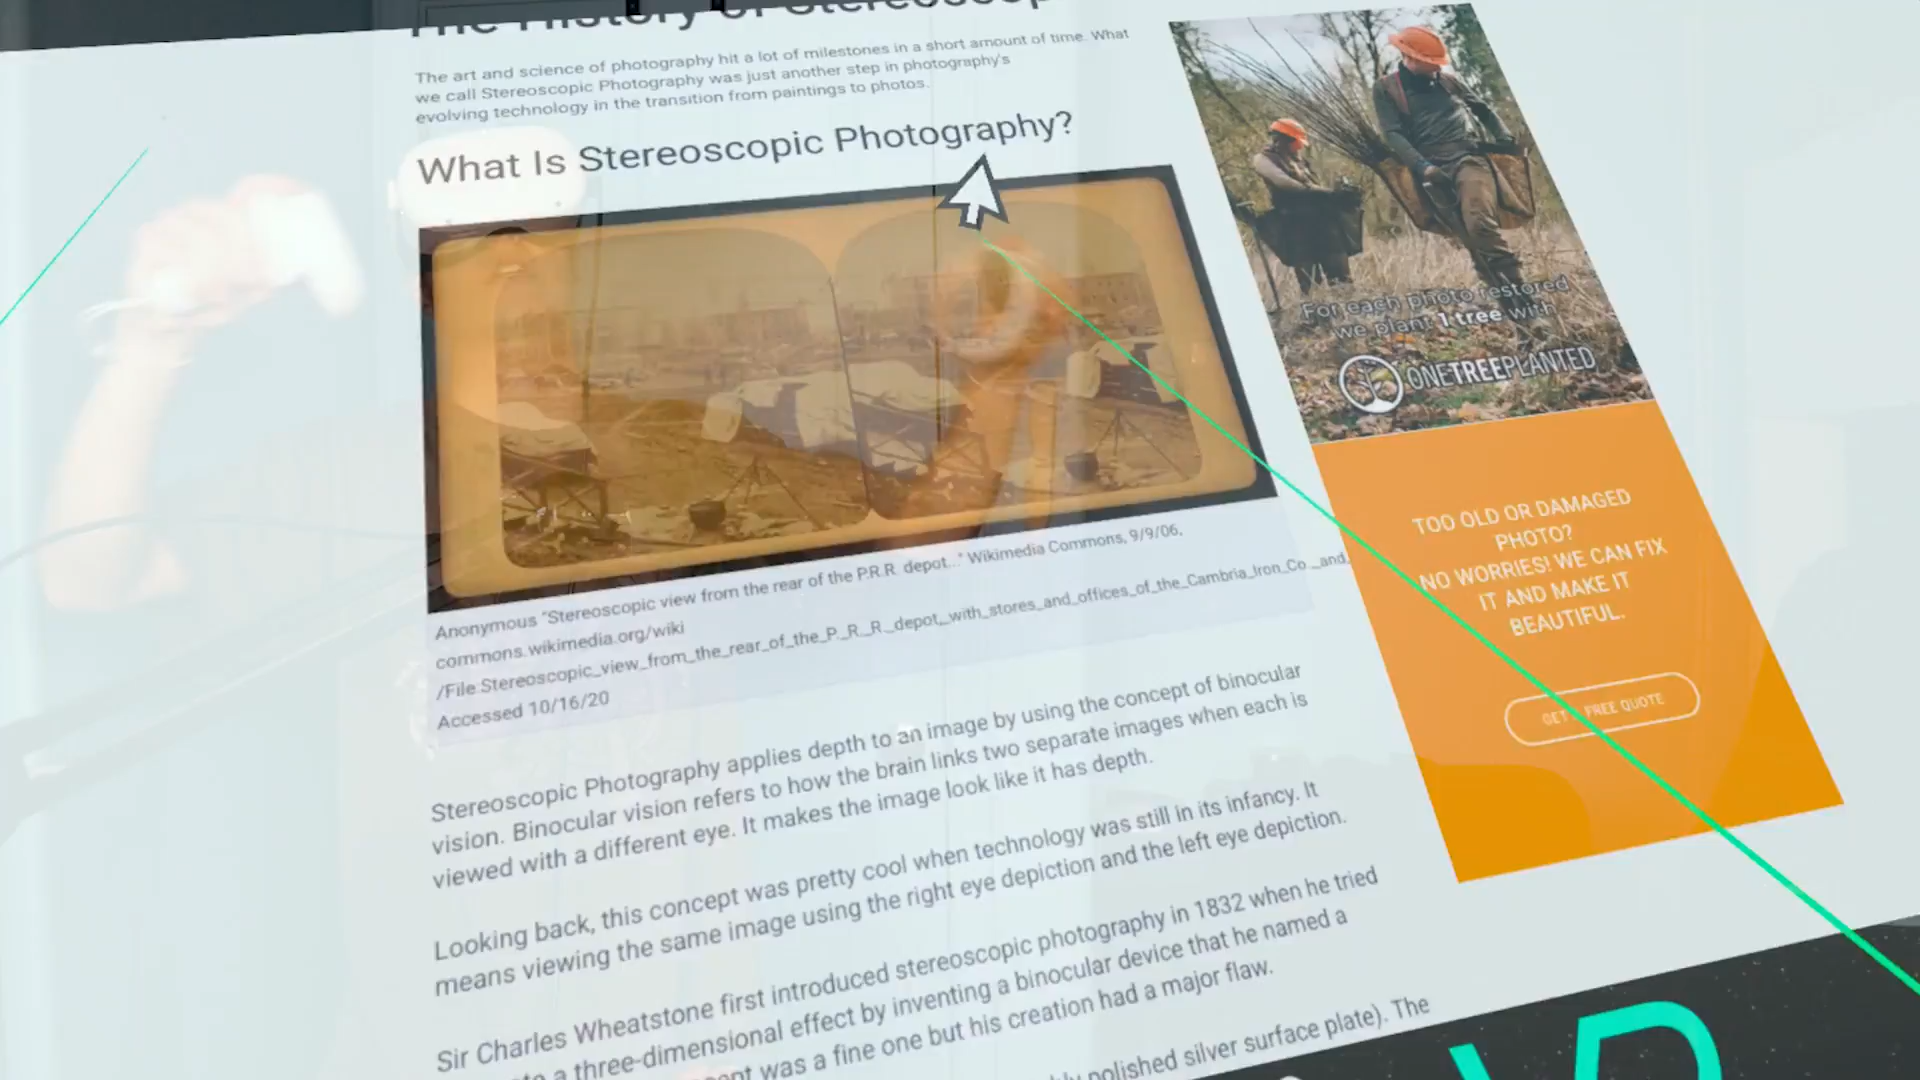 The History of
The art and science of photography hit a lot of milestones in a short amount of time. What
we call Stereoscopic Photography was just another step in photography's
evolving technology in the transition from paintings to photos.
What Is Stereoscopic Photography?
Anonymous "Stereoscopic view from the rear of the P.R.R. depot..." Wikimedia Commons, 9/9/06,
commons.wikimedia.org/wiki
/File:Stereoscopic_view_from_the_rear_of_the_P._R._R._depot,_with_stores_and_offices_of_the_Cambria_Iron_Co._and_
Accessed 10/16/20
Stereoscopic Photography applies depth to an image by using the concept of binocular
vision. Binocular vision refers to how the brain links two separate images when each is
viewed with a different eye. It makes the image look like it has depth.
Looking back, this concept was pretty cool when technology was still in its infancy. It
means viewing the same image using the right eye depiction and the left eye depiction.
Sir Charles Wheatstone first introduced stereoscopic photography in 1832 when he tried
a three-dimensional effect by inventing a binocular device that he named a
was a fine one but his creation had a major flaw.
polished silver surface plate). The
For each photo restored
we plant 1 tree with
ONETREEPLANTED
TOO OLD OR DAMAGED
PHOTO?
NO WORRIES! WE CAN FIX
IT AND MAKE IT
BEAUTIFUL.
GET FREE QUOTE
VR